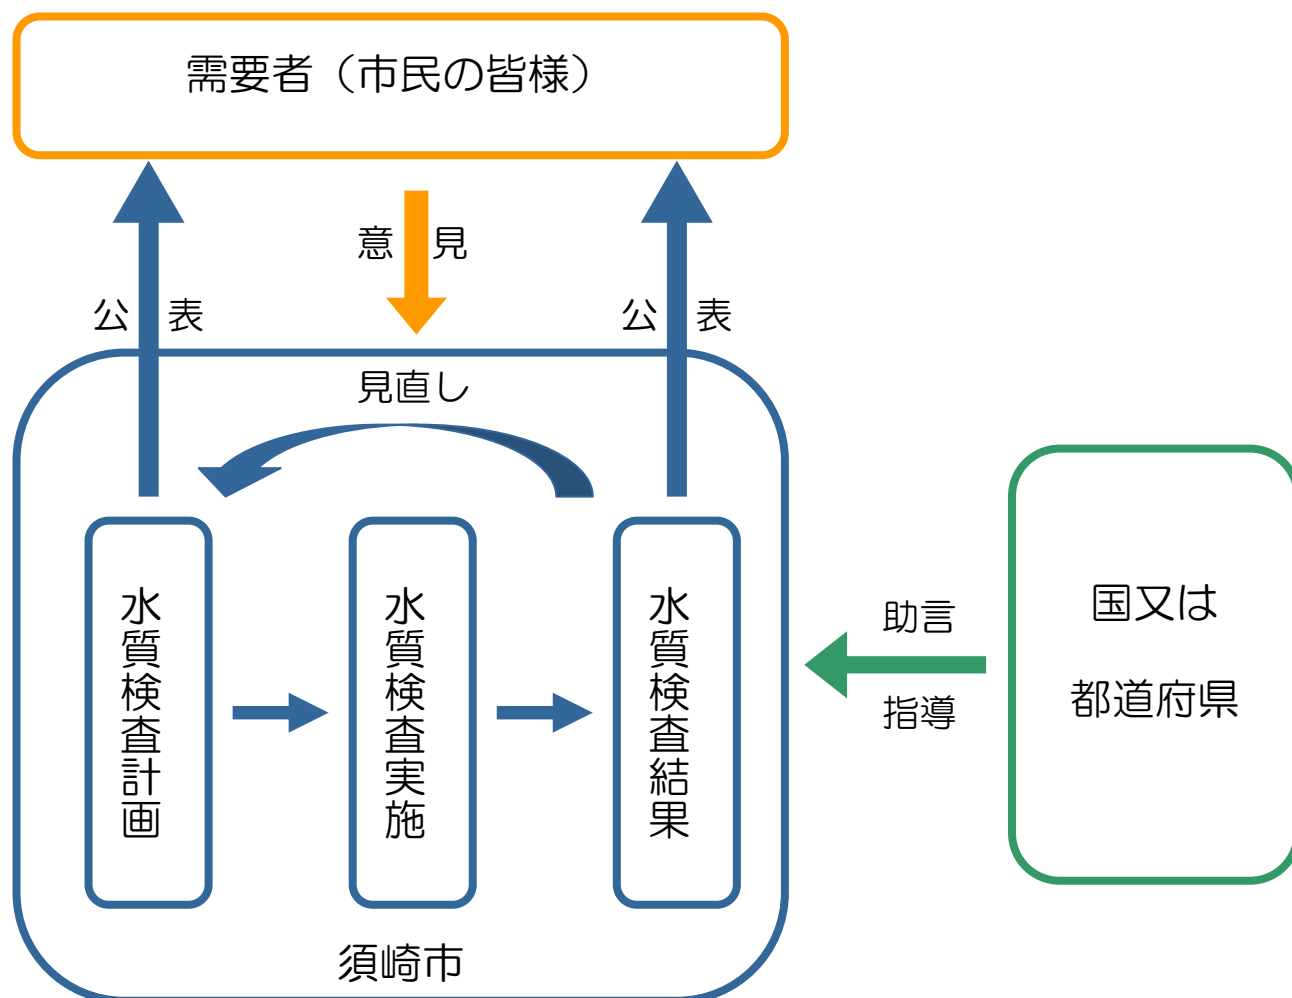 需要者（市民の皆様）
意見
公表
公表
見直し
水質検査計画
水質検査実施
水質検査結果
助言
指導
国又は
都道府県
須崎市